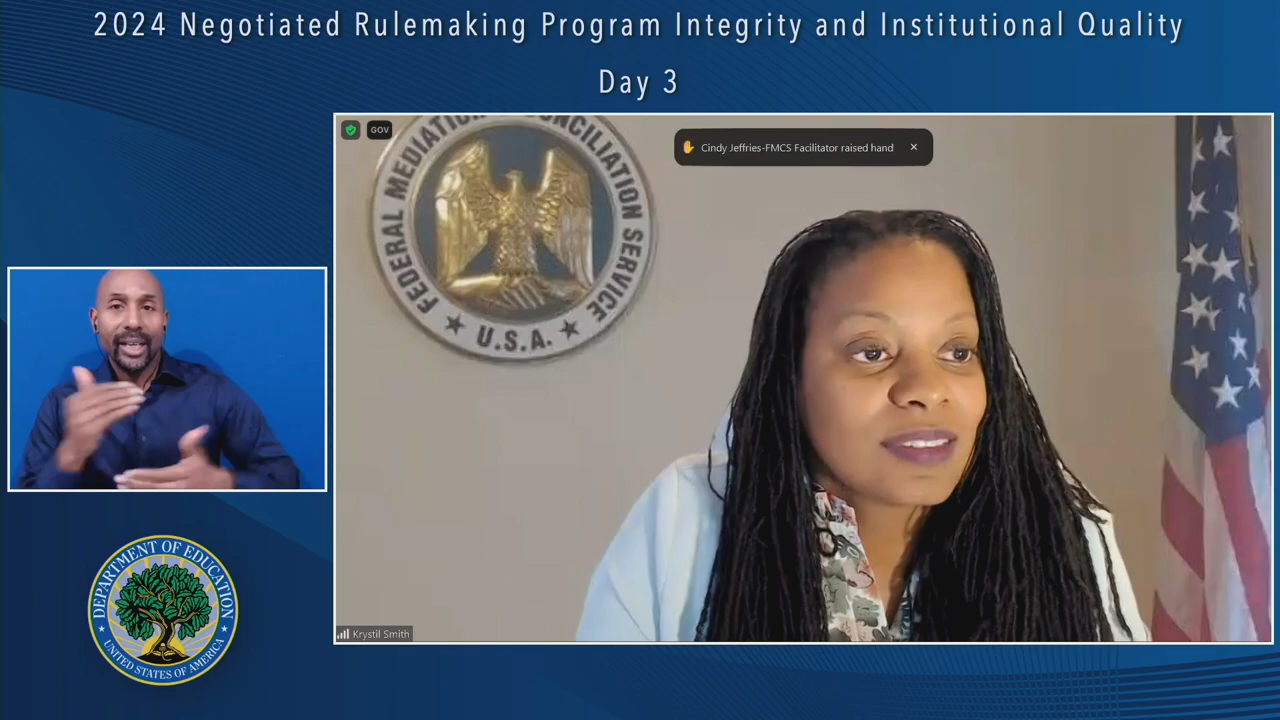 2024 Negotiated Rulemaking Program Integrity and Institutional Quality
Day 3
GOV
Cindy Jeffries-FMCS Facilitator raised hand
FEDERAL MEDIATION CONCILIATION SERVICE
U.S.A.
Krystil Smith
DEPARTMENT OF EDUCATION
UNITED STATES OF AMERICA